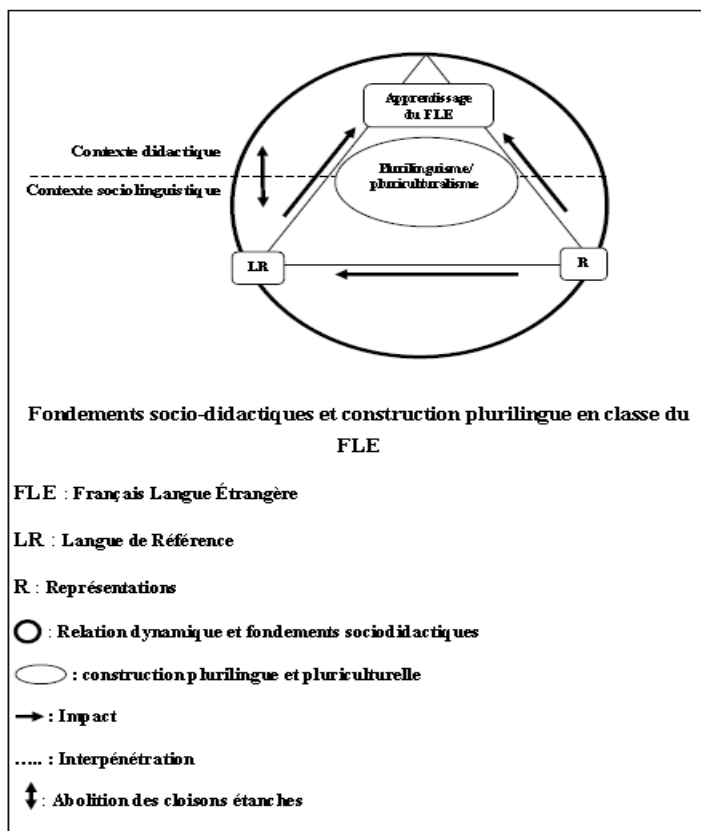 Apprentissage
du FLE
Contexte didactique
Plurilinguisme/
pluriculturalisme
Contexte sociolinguistique
LR
R
Fondements socio-didactiques et construction plurilingue en classe du
FLE
FLE : Français Langue Étrangère
LR : Langue de Référence
R : Représentations
: Relation dynamique et fondements sociodidactiques
: construction plurilingue et pluriculturelle
: Impact
..... : Interpénétration
: Abolition des cloisons étanches